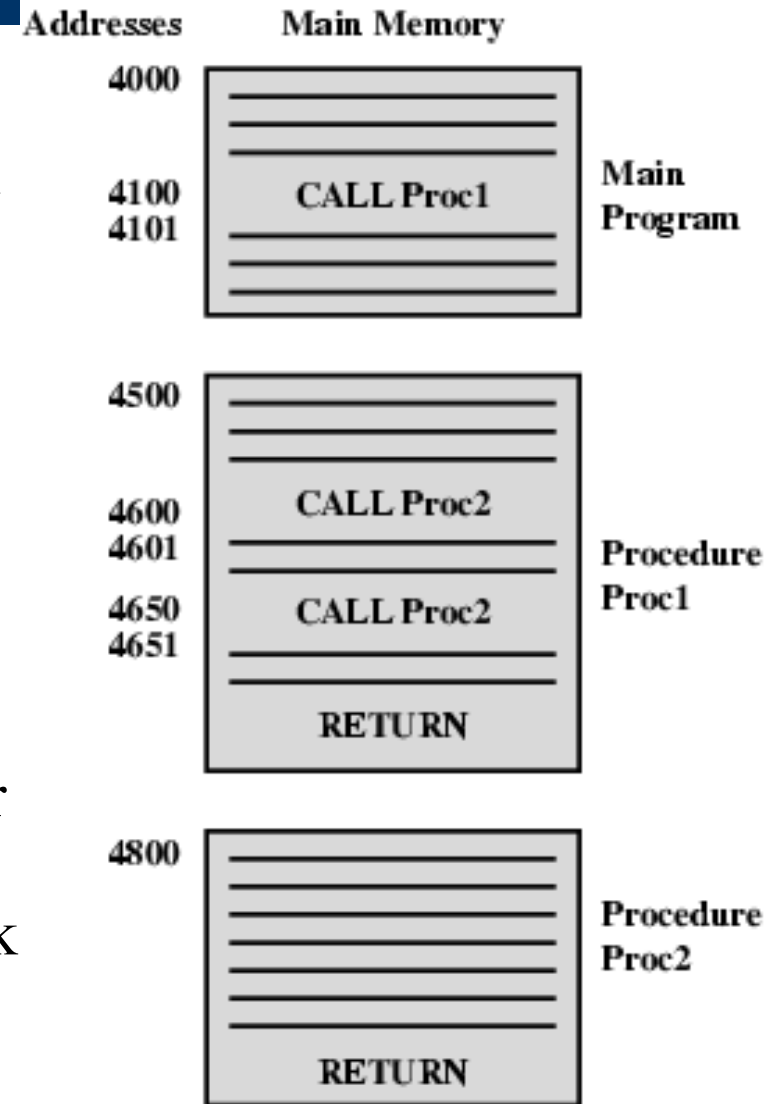 Addresses Main Memory
4000
4100 CALL Proc1
4101
Main
Program
4500
4600 CALL Proc2
4601
4650 CALL Proc2
4651
RETURN
Procedure
Proc1
4800
RETURN
Procedure
Proc2